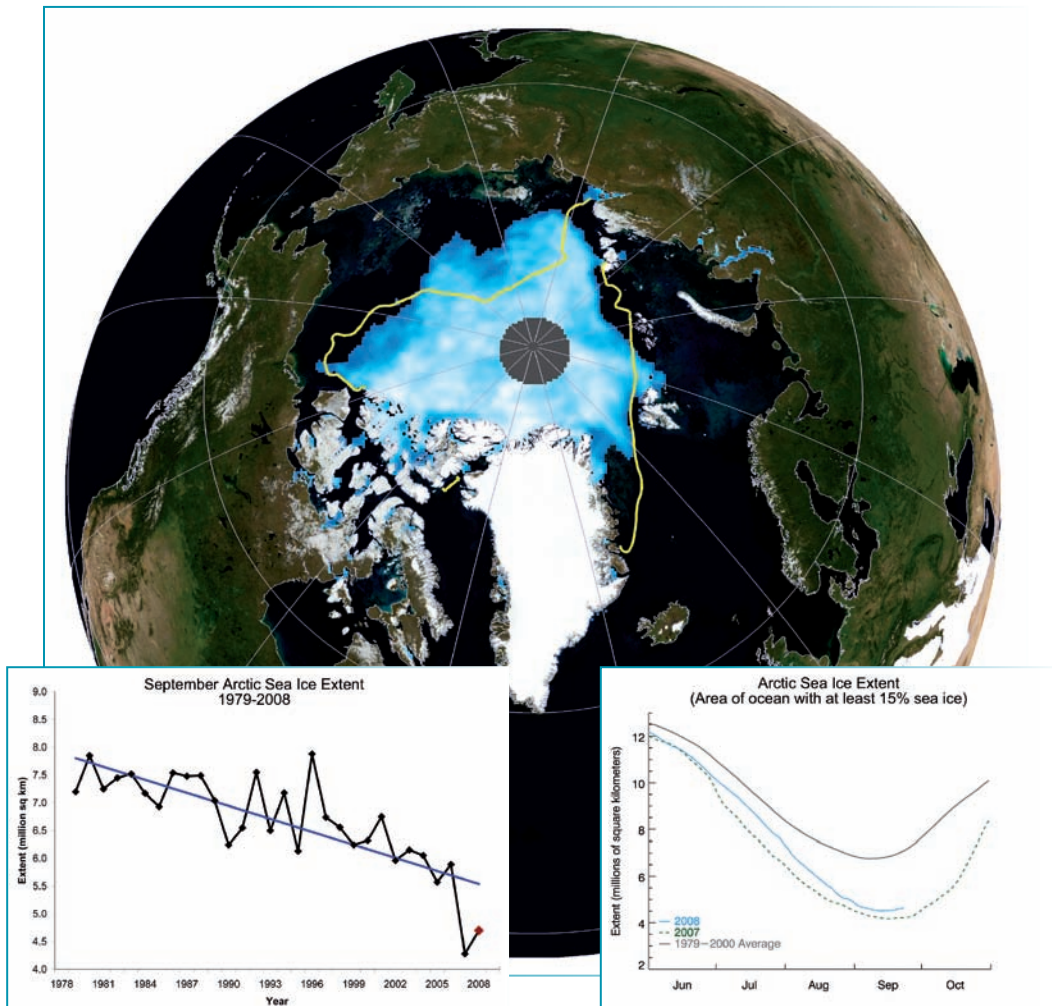 September Arctic Sea Ice Extent
1979-2008
Extent (million sq km)
9.0
8.5
8.0
7.5
7.0
6.5
6.0
5.5
5.0
4.5
4.0
1978 1981 1984 1987 1990 1993 1996 1999 2002 2005 2008
Year
Arctic Sea Ice Extent
(Area of ocean with at least 15% sea ice)
Extent (millions of square kilometers)
12
10
8
6
4
2
2008
2007
1979–2000 Average
Jun Jul Aug Sep Oct